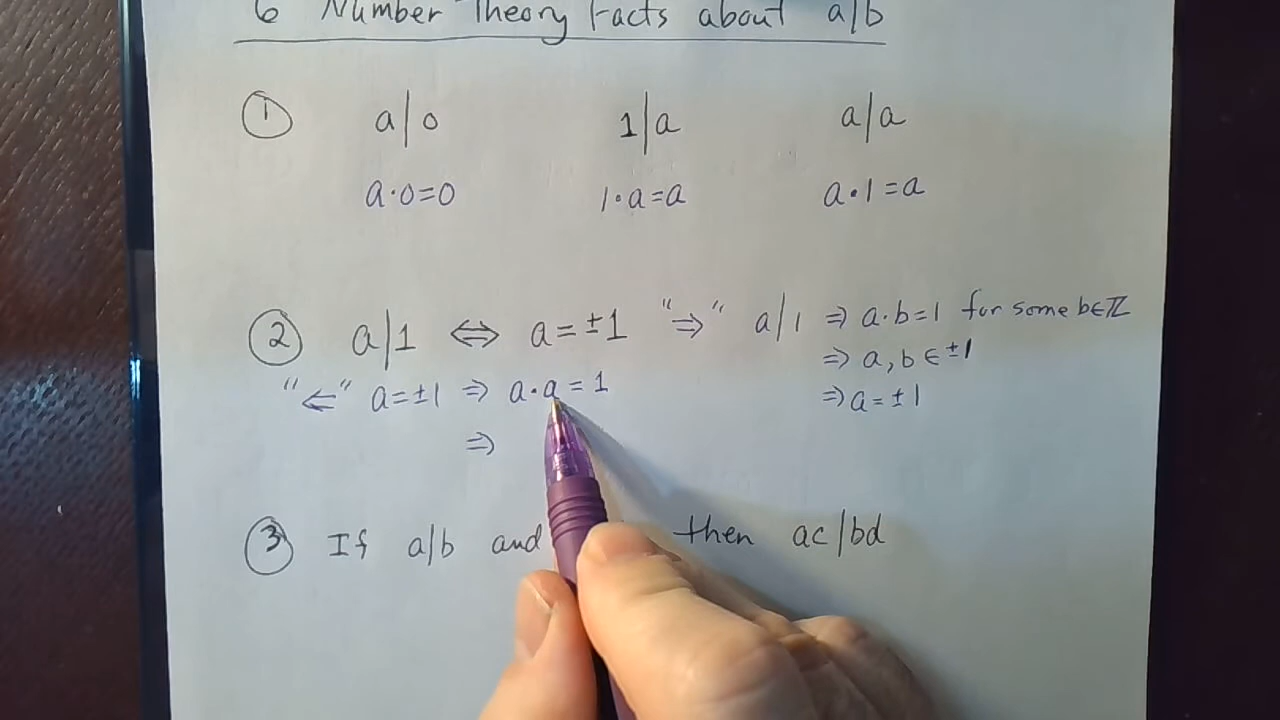 6 Number Theory Facts about a|b
① a|0 1|a a|a
a·0=0 1·a=a a·1=a
② a|1 ⇔ a=±1 "⇒" a|1 ⇒ a·b=1 for some b∈ℤ
⇒ a,b ∈ ±1
"⇐" a=±1 ⇒ a·a=1 ⇒ a=±1
⇒
③ If a|b and then ac|bd